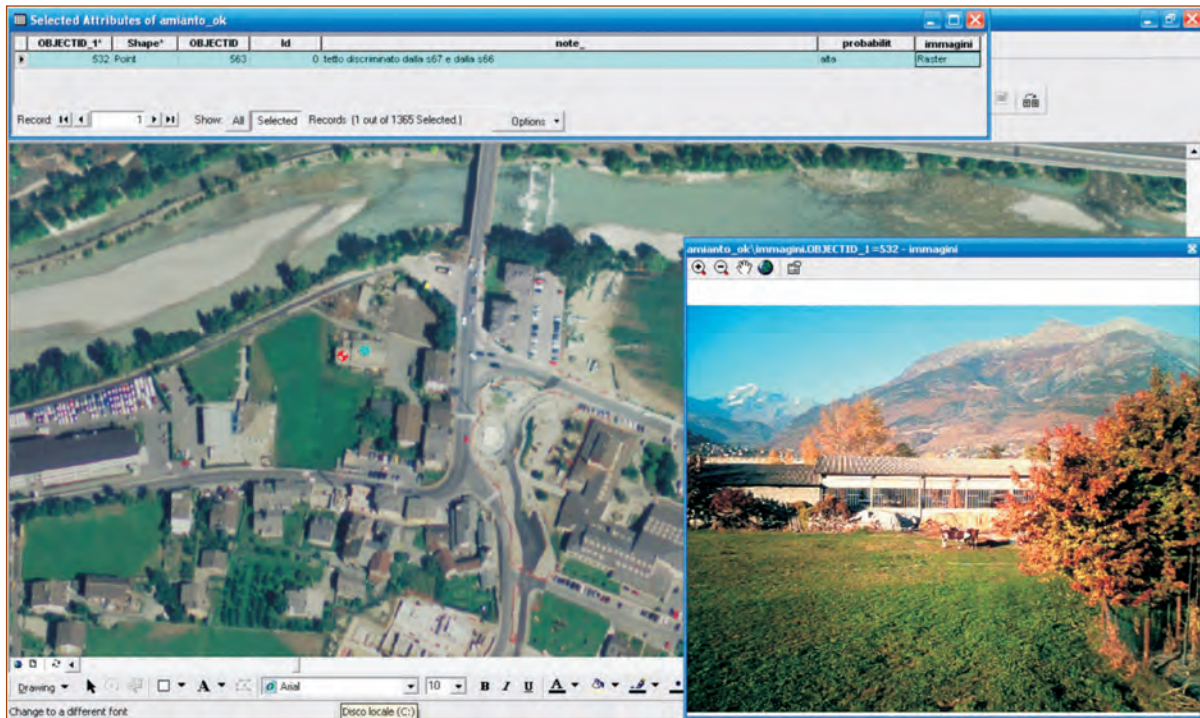 Selected Attributes of amianto_ok
OBJECTID_1* Shape* OBJECTID Id note_ probabilit immagini
532 Point 563 0 tetto discriminato dalla s67 e dalla s66 alta Raster
Record: 1 Show: All Selected Records (1 out of 1365 Selected.) Options
amianto_ok\immagini.OBJECTID_1=532 - immagini
Drawing A Arial 10 B I U A
Change to a different font Disco locale (C:)